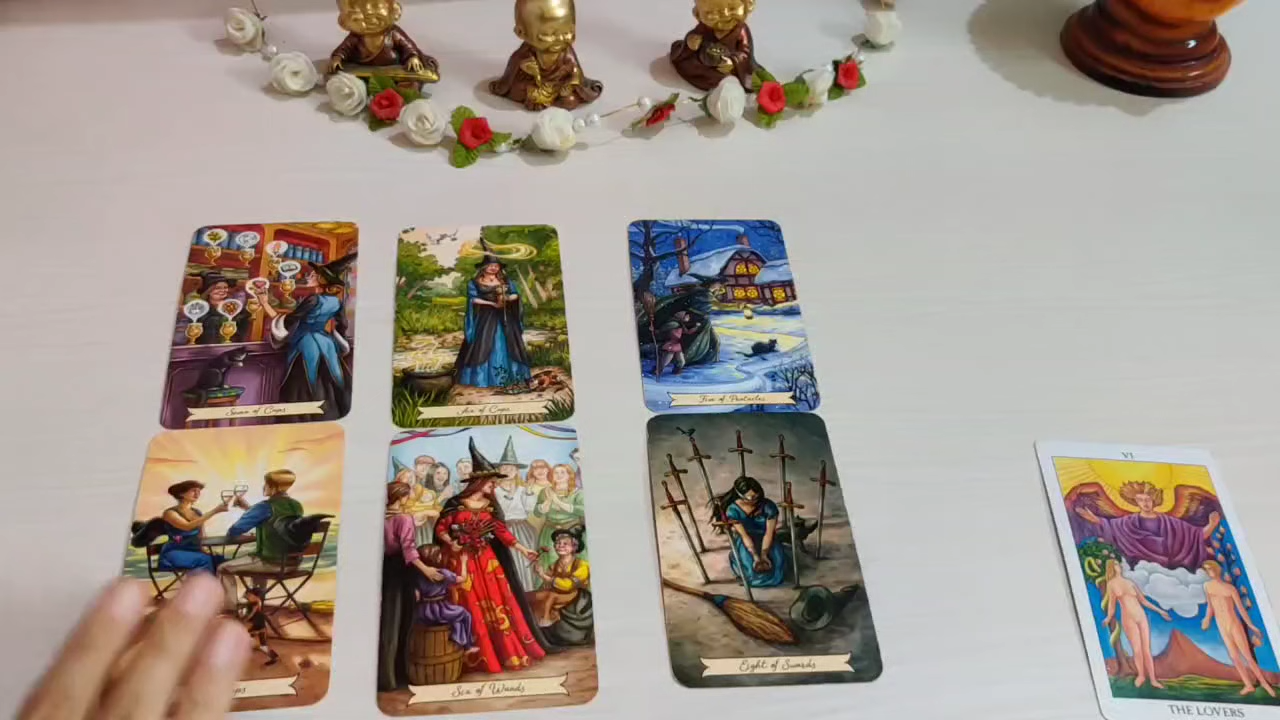 Seven of Cups
Ace of Cups
Five of Pentacles
Six of Wands
Eight of Swords
VI
THE LOVERS